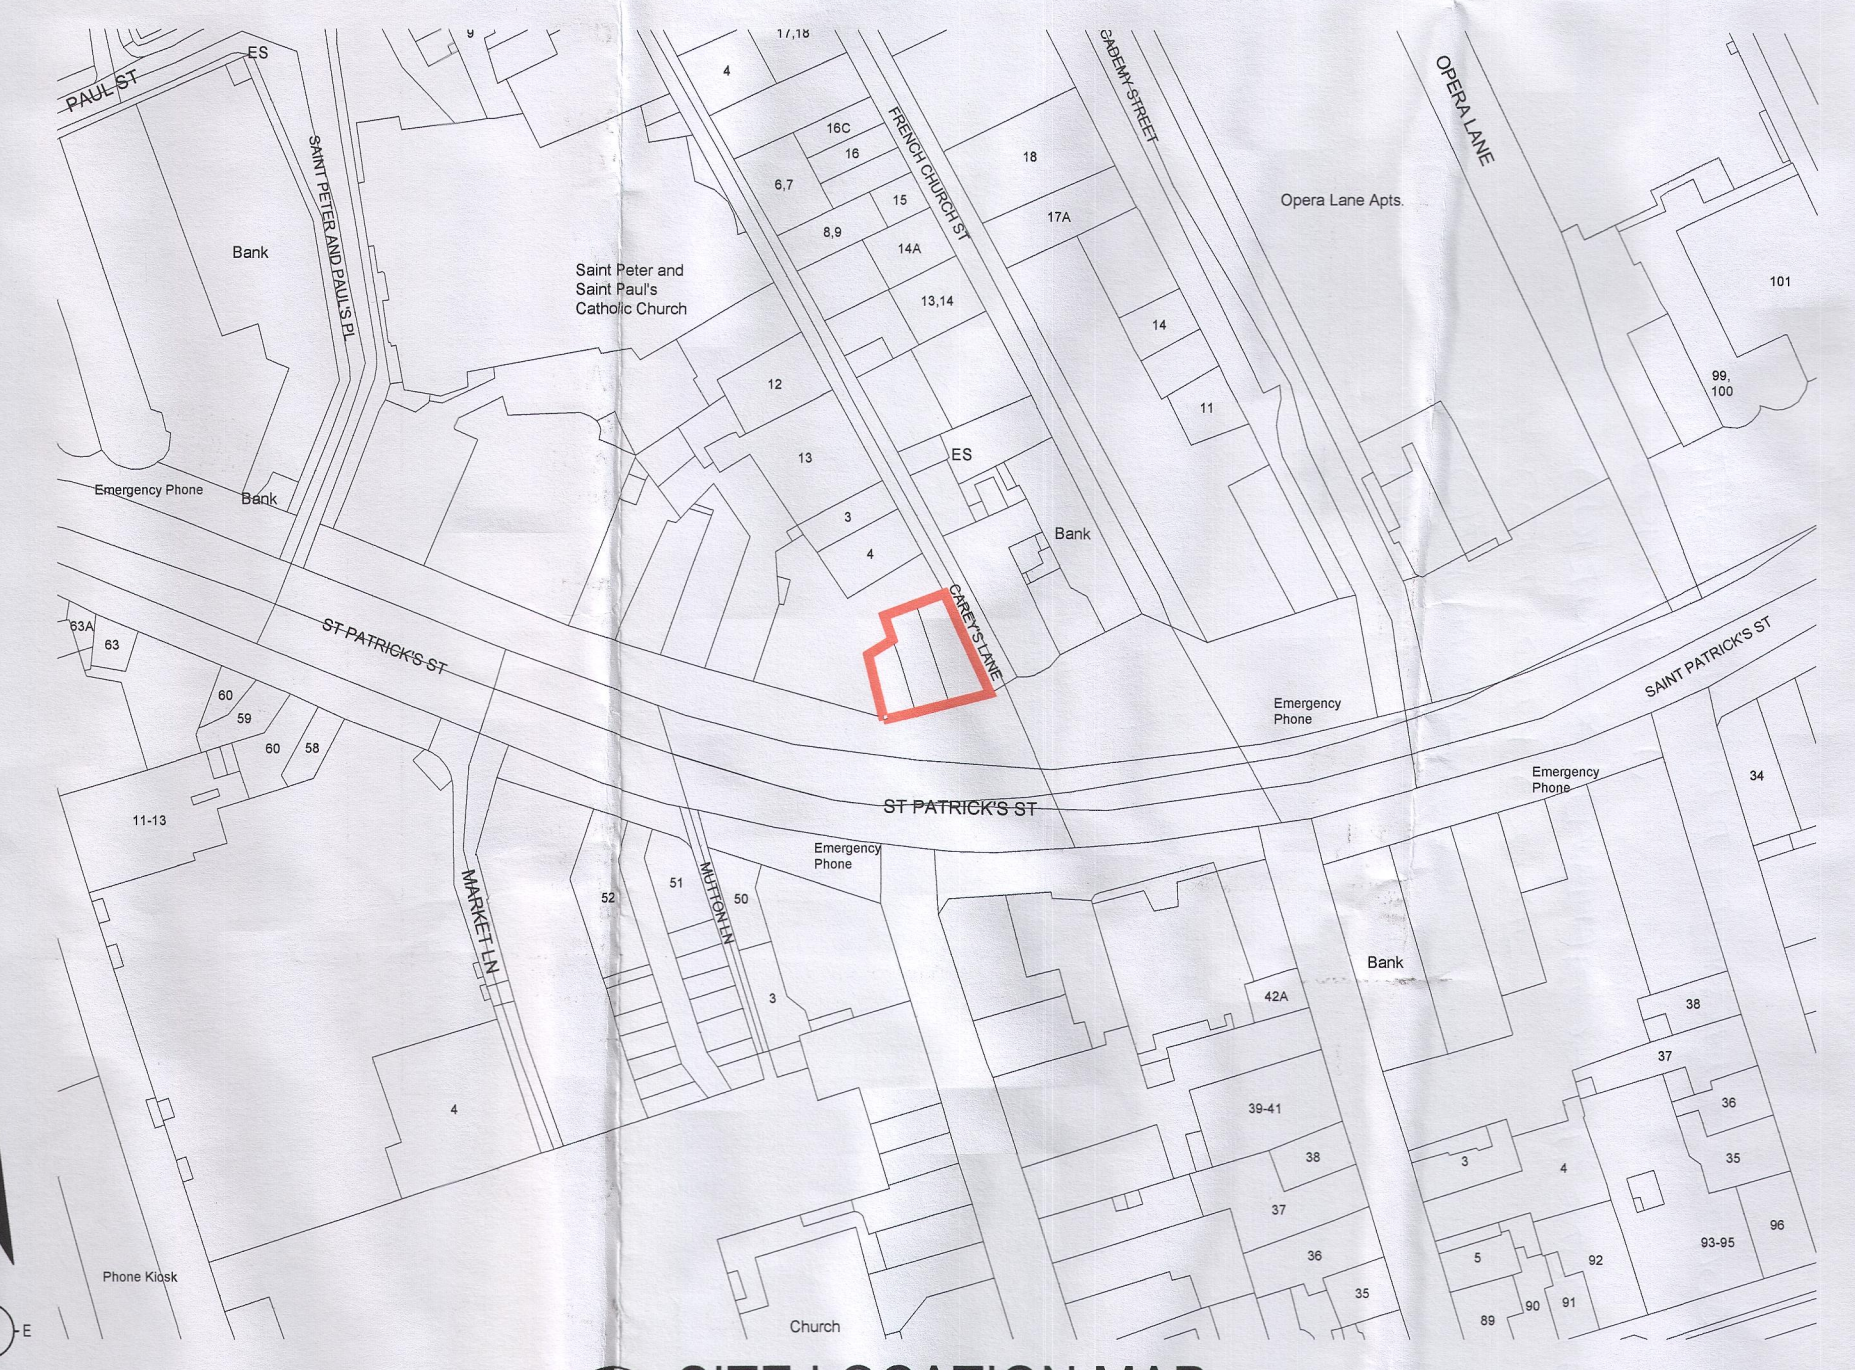 9
17,18
ES
4
PAUL ST
SAINT PETER AND PAUL'S PL
Bank
Saint Peter and
Saint Paul's
Catholic Church
16C
16
6,7
15
8,9
14A
13,14
FRENCH CHURCH ST
18
17A
CADEMY STREET
OPERA LANE
Opera Lane Apts.
14
11
101
99,
100
12
13
3
4
ES
Bank
CAREY'S LANE
Emergency Phone
Bank
63A
63
ST PATRICK'S ST
60
59
60
58
11-13
Emergency
Phone
SAINT PATRICK'S ST
Emergency
Phone
34
ST PATRICK'S ST
Emergency
Phone
MARKET LN
52
51
MUTTON LN
50
3
4
42A
Bank
38
37
36
35
39-41
38
37
36
35
3
4
5
92
93-95
96
89
90
91
Phone Kiosk
Church
E
SITE LOCATION MAP